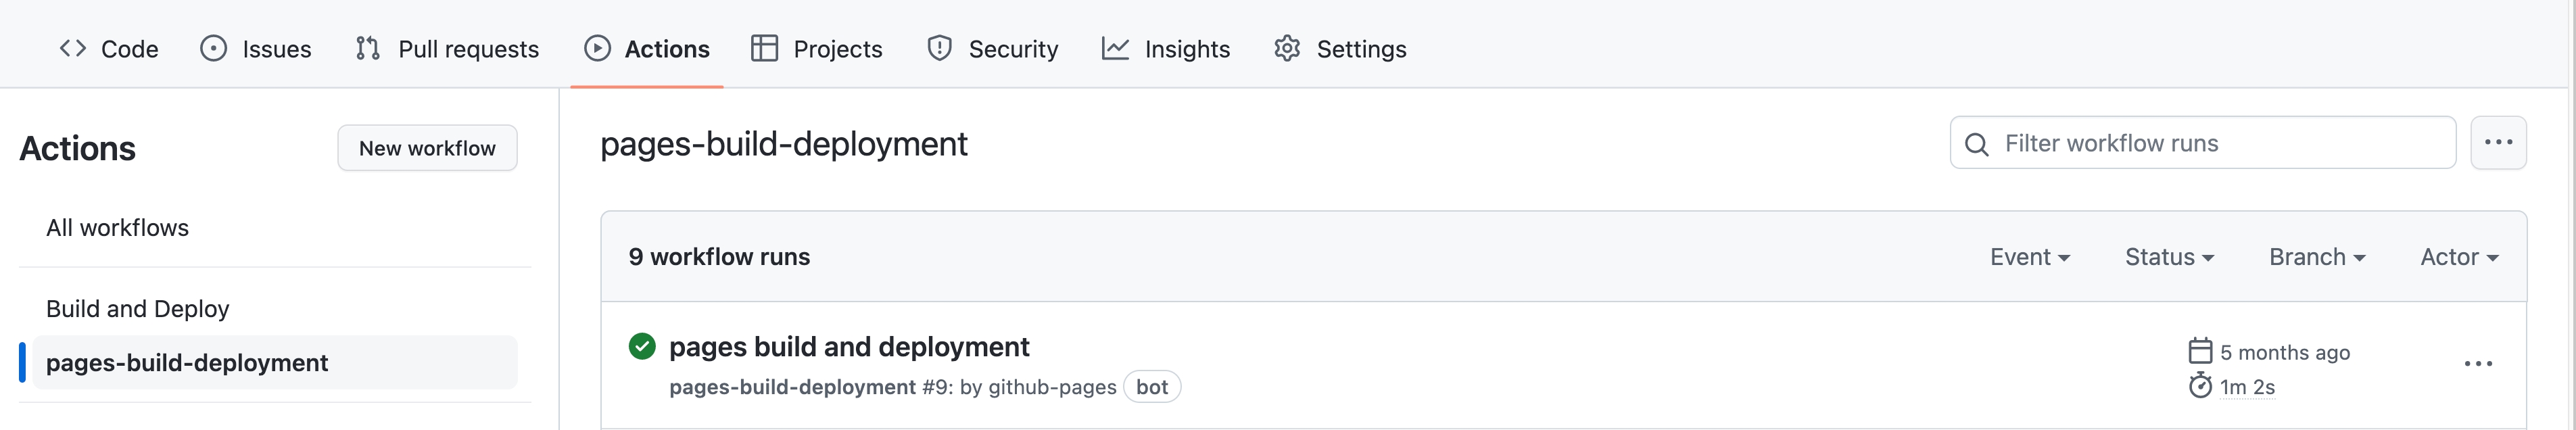 Code Issues Pull requests Actions Projects Security Insights Settings
Actions
New workflow
All workflows
Build and Deploy
pages-build-deployment
pages-build-deployment
Filter workflow runs
9 workflow runs
Event Status Branch Actor
pages build and deployment
pages-build-deployment #9: by github-pages bot
5 months ago
1m 2s